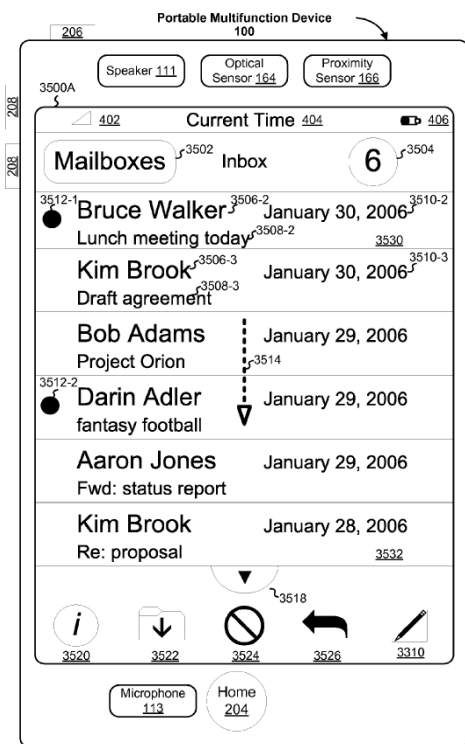 Portable Multifunction Device
100
206
Speaker 111
Optical
Sensor 164
Proximity
Sensor 166
208
208
3500A
402
Current Time 404
406
Mailboxes
3502
Inbox
6
3504
3512-1
Bruce Walker
3506-2
January 30, 2006
3510-2
Lunch meeting today
3508-2
3530
Kim Brook
3506-3
January 30, 2006
3510-3
Draft agreement
3508-3
Bob Adams
January 29, 2006
Project Orion
3514
3512-2
Darin Adler
January 29, 2006
fantasy football
Aaron Jones
January 29, 2006
Fwd: status report
Kim Brook
January 28, 2006
Re: proposal
3532
3518
i
3520
3522
3524
3526
3310
Microphone
113
Home
204